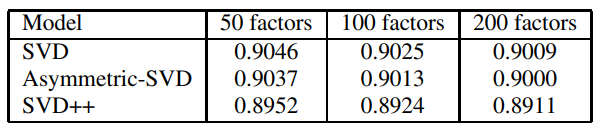 Model 50 factors 100 factors 200 factors
SVD 0.9046 0.9025 0.9009
Asymmetric-SVD 0.9037 0.9013 0.9000
SVD++ 0.8952 0.8924 0.8911